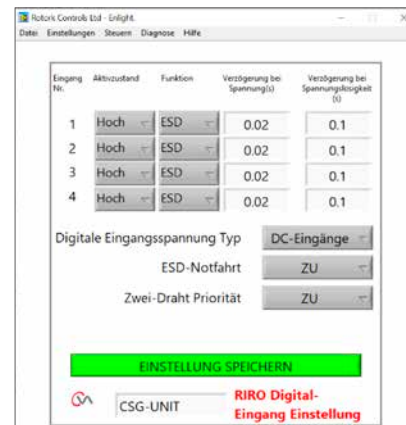 Rotork Controls Ltd - Enlight
Datei Einstellungen Steuern Diagnose Hilfe
Eingang Nr. Aktivzustand Funktion Verzögerung bei Spannung(s) Verzögerung bei Spannungslosigkeit (s)
1 Hoch ESD 0.02 0.1
2 Hoch ESD 0.02 0.1
3 Hoch ESD 0.02 0.1
4 Hoch ESD 0.02 0.1
Digitale Eingangsspannung Typ DC-Eingänge
ESD-Notfahrt ZU
Zwei-Draht Priorität ZU
EINSTELLUNG SPEICHERN
CSG-UNIT
RIRO Digital-
Eingang Einstellung